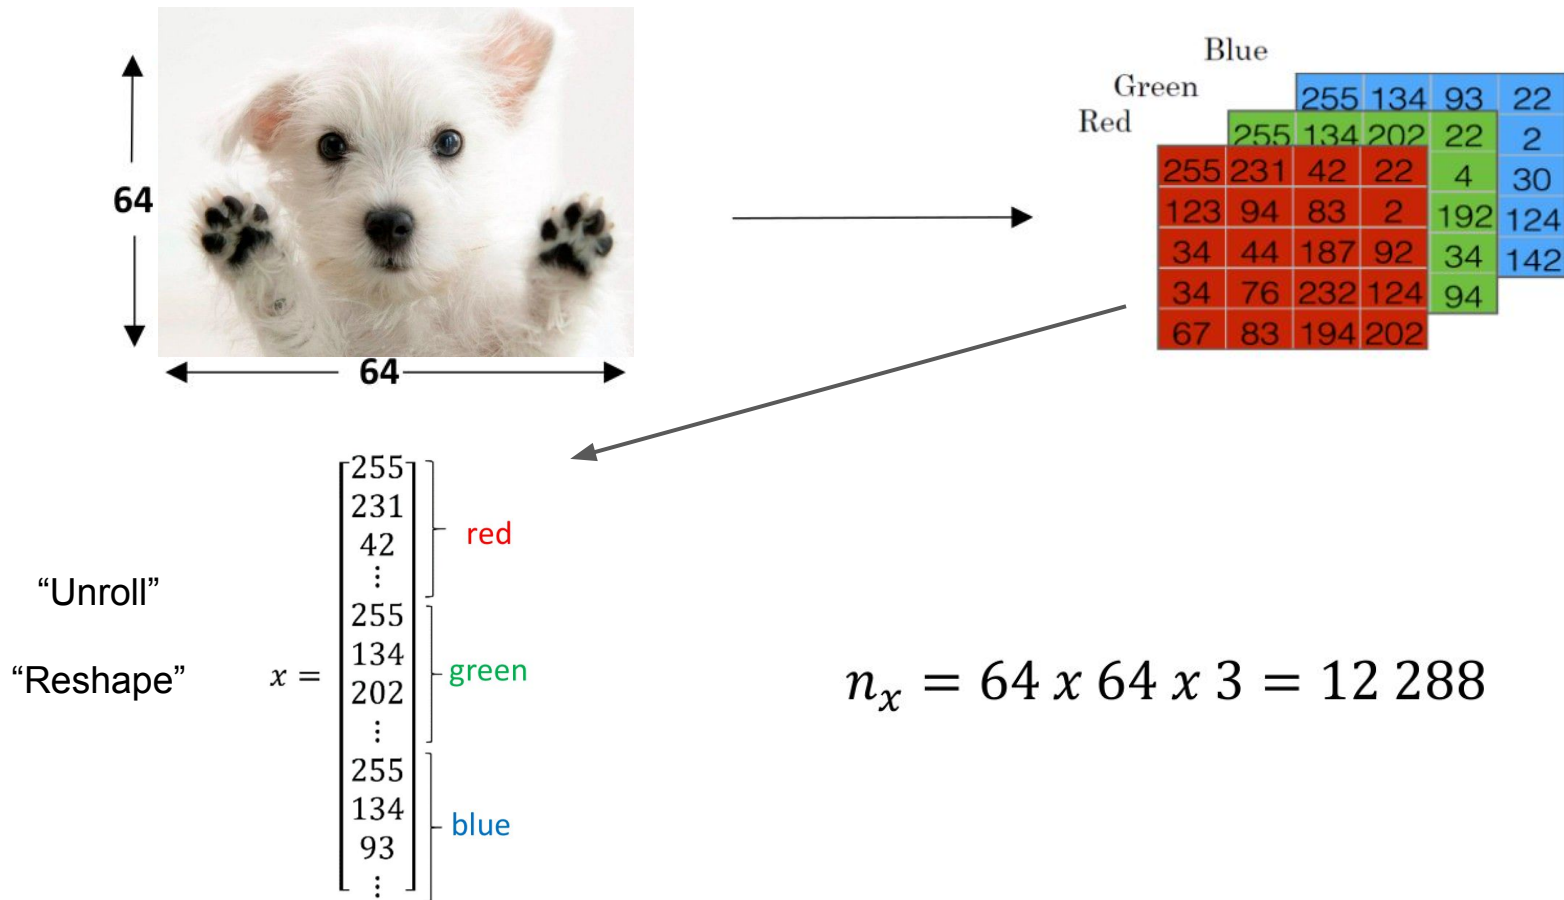 64
64
Blue
Green
Red
255 134 93 22
2
30
124
142
255 134 202 22
4
192
34
94
255 231 42 22
123 94 83 2
34 44 187 92
34 76 232 124
67 83 194 202
“Unroll”
“Reshape”
x =
255
231
42
⋮
255
134
202
⋮
255
134
93
⋮
red
green
blue
nₓ = 64 x 64 x 3 = 12 288